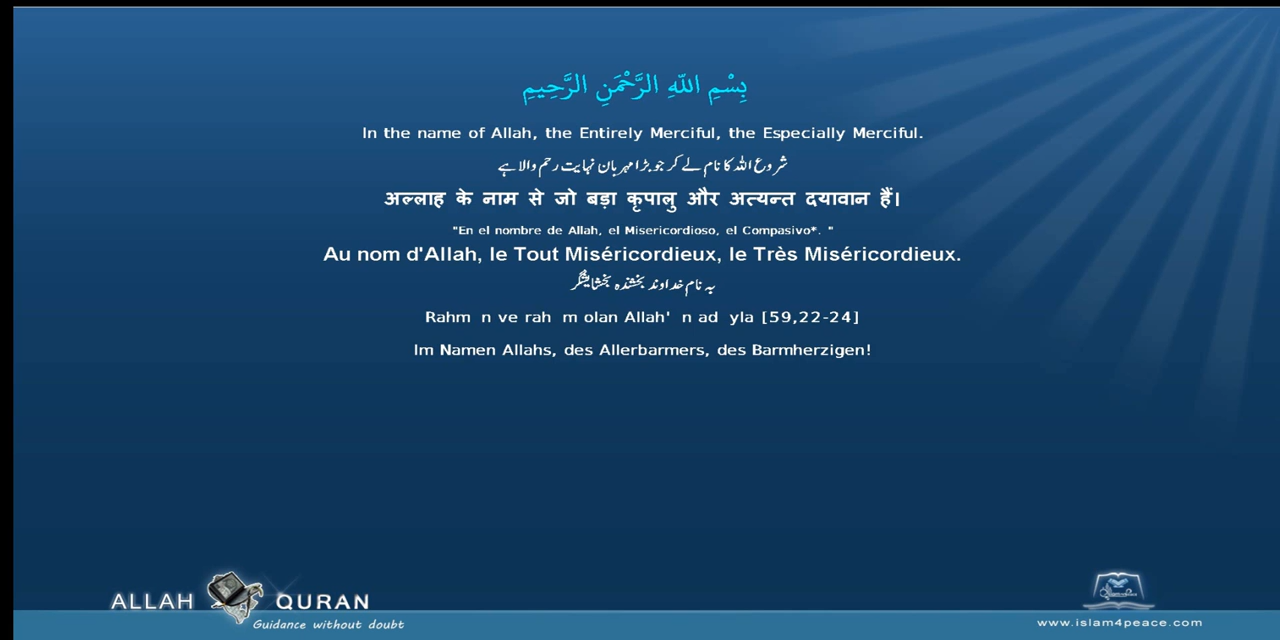 بِسْمِ اللّهِ الرَّحْمَنِ الرَّحِيمِ
In the name of Allah, the Entirely Merciful, the Especially Merciful.
شروع الله کا نام لے کر جو بڑا مہربان نہایت رحم والا ہے
अल्लाह के नाम से जो बड़ा कृपालु और अत्यन्त दयावान हैं।
"En el nombre de Allah, el Misericordioso, el Compasivo*. "
Au nom d'Allah, le Tout Miséricordieux, le Très Miséricordieux.
به نام خداوند بخشنده بخشایشگر
Rahm n ve rah m olan Allah' n ad yla [59,22-24]
Im Namen Allahs, des Allerbarmers, des Barmherzigen!
ALLAH QURAN
Guidance without doubt
www.islam4peace.com